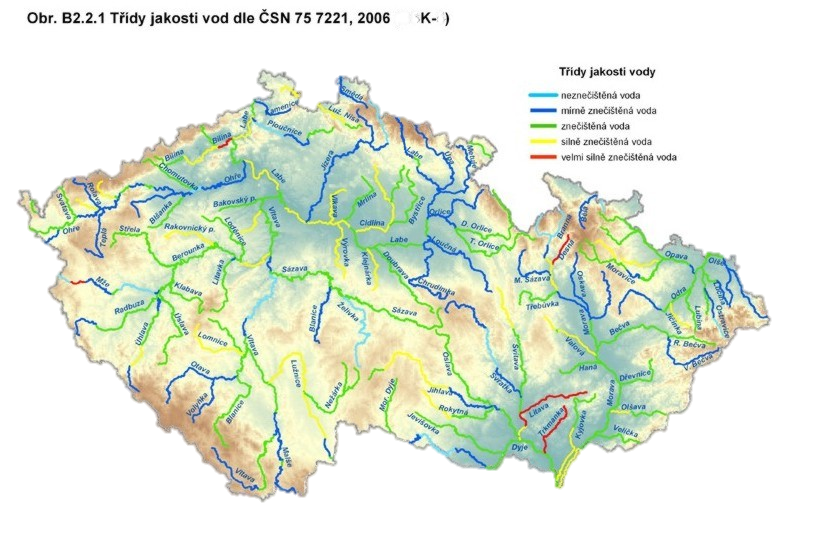 Obr. B2.2.1 Třídy jakosti vod dle ČSN 75 7221, 2006 K- )
Třídy jakosti vody
neznečištěná voda
mírně znečištěná voda
znečištěná voda
silně znečištěná voda
velmi silně znečištěná voda
Smědá
Kamenice
Luž. Nisa
Labe
Ploučnice
Bílina
Bílina
Chomutovka
Ohře
Labe
Jizera
Labe
Úpa
Metuje
Rolava
Svatava
Ohře
Teplá
Blšanka
Bakovský p.
Střela
Rakovnický p.
Loděnice
Vltava
Mrlina
Cidlina
Bystřice
Orlice
D. Orlice
T. Orlice
Labe
Loučná
Berounka
Litavka
Výrovka
Klejnárka
Doubrava
Chrudimka
Sázava
Mže
Klabava
Radbuza
Úhlava
Úslava
Lomnice
Blanice
Želivka
Sázava
Vltava
Otava
Volyňka
Blanice
Lužnice
Nežárka
Malše
Vltava
Mor. Dyje
Jihlava
Rokytná
Jevišovka
Oslava
Svratka
Svitava
Dyje
Litava
Trkmanka
Kyjovka
M. Sázava
Třebůvka
Branná
Bělá
Desná
Oskava
Morava
Moravice
Opava
Olše
Odra
Lučina
Ostravice
Lubina
Jičínka
R. Bečva
V. Bečva
Bečva
Valová
Haná
Dřevnice
Morava
Olšava
Velička